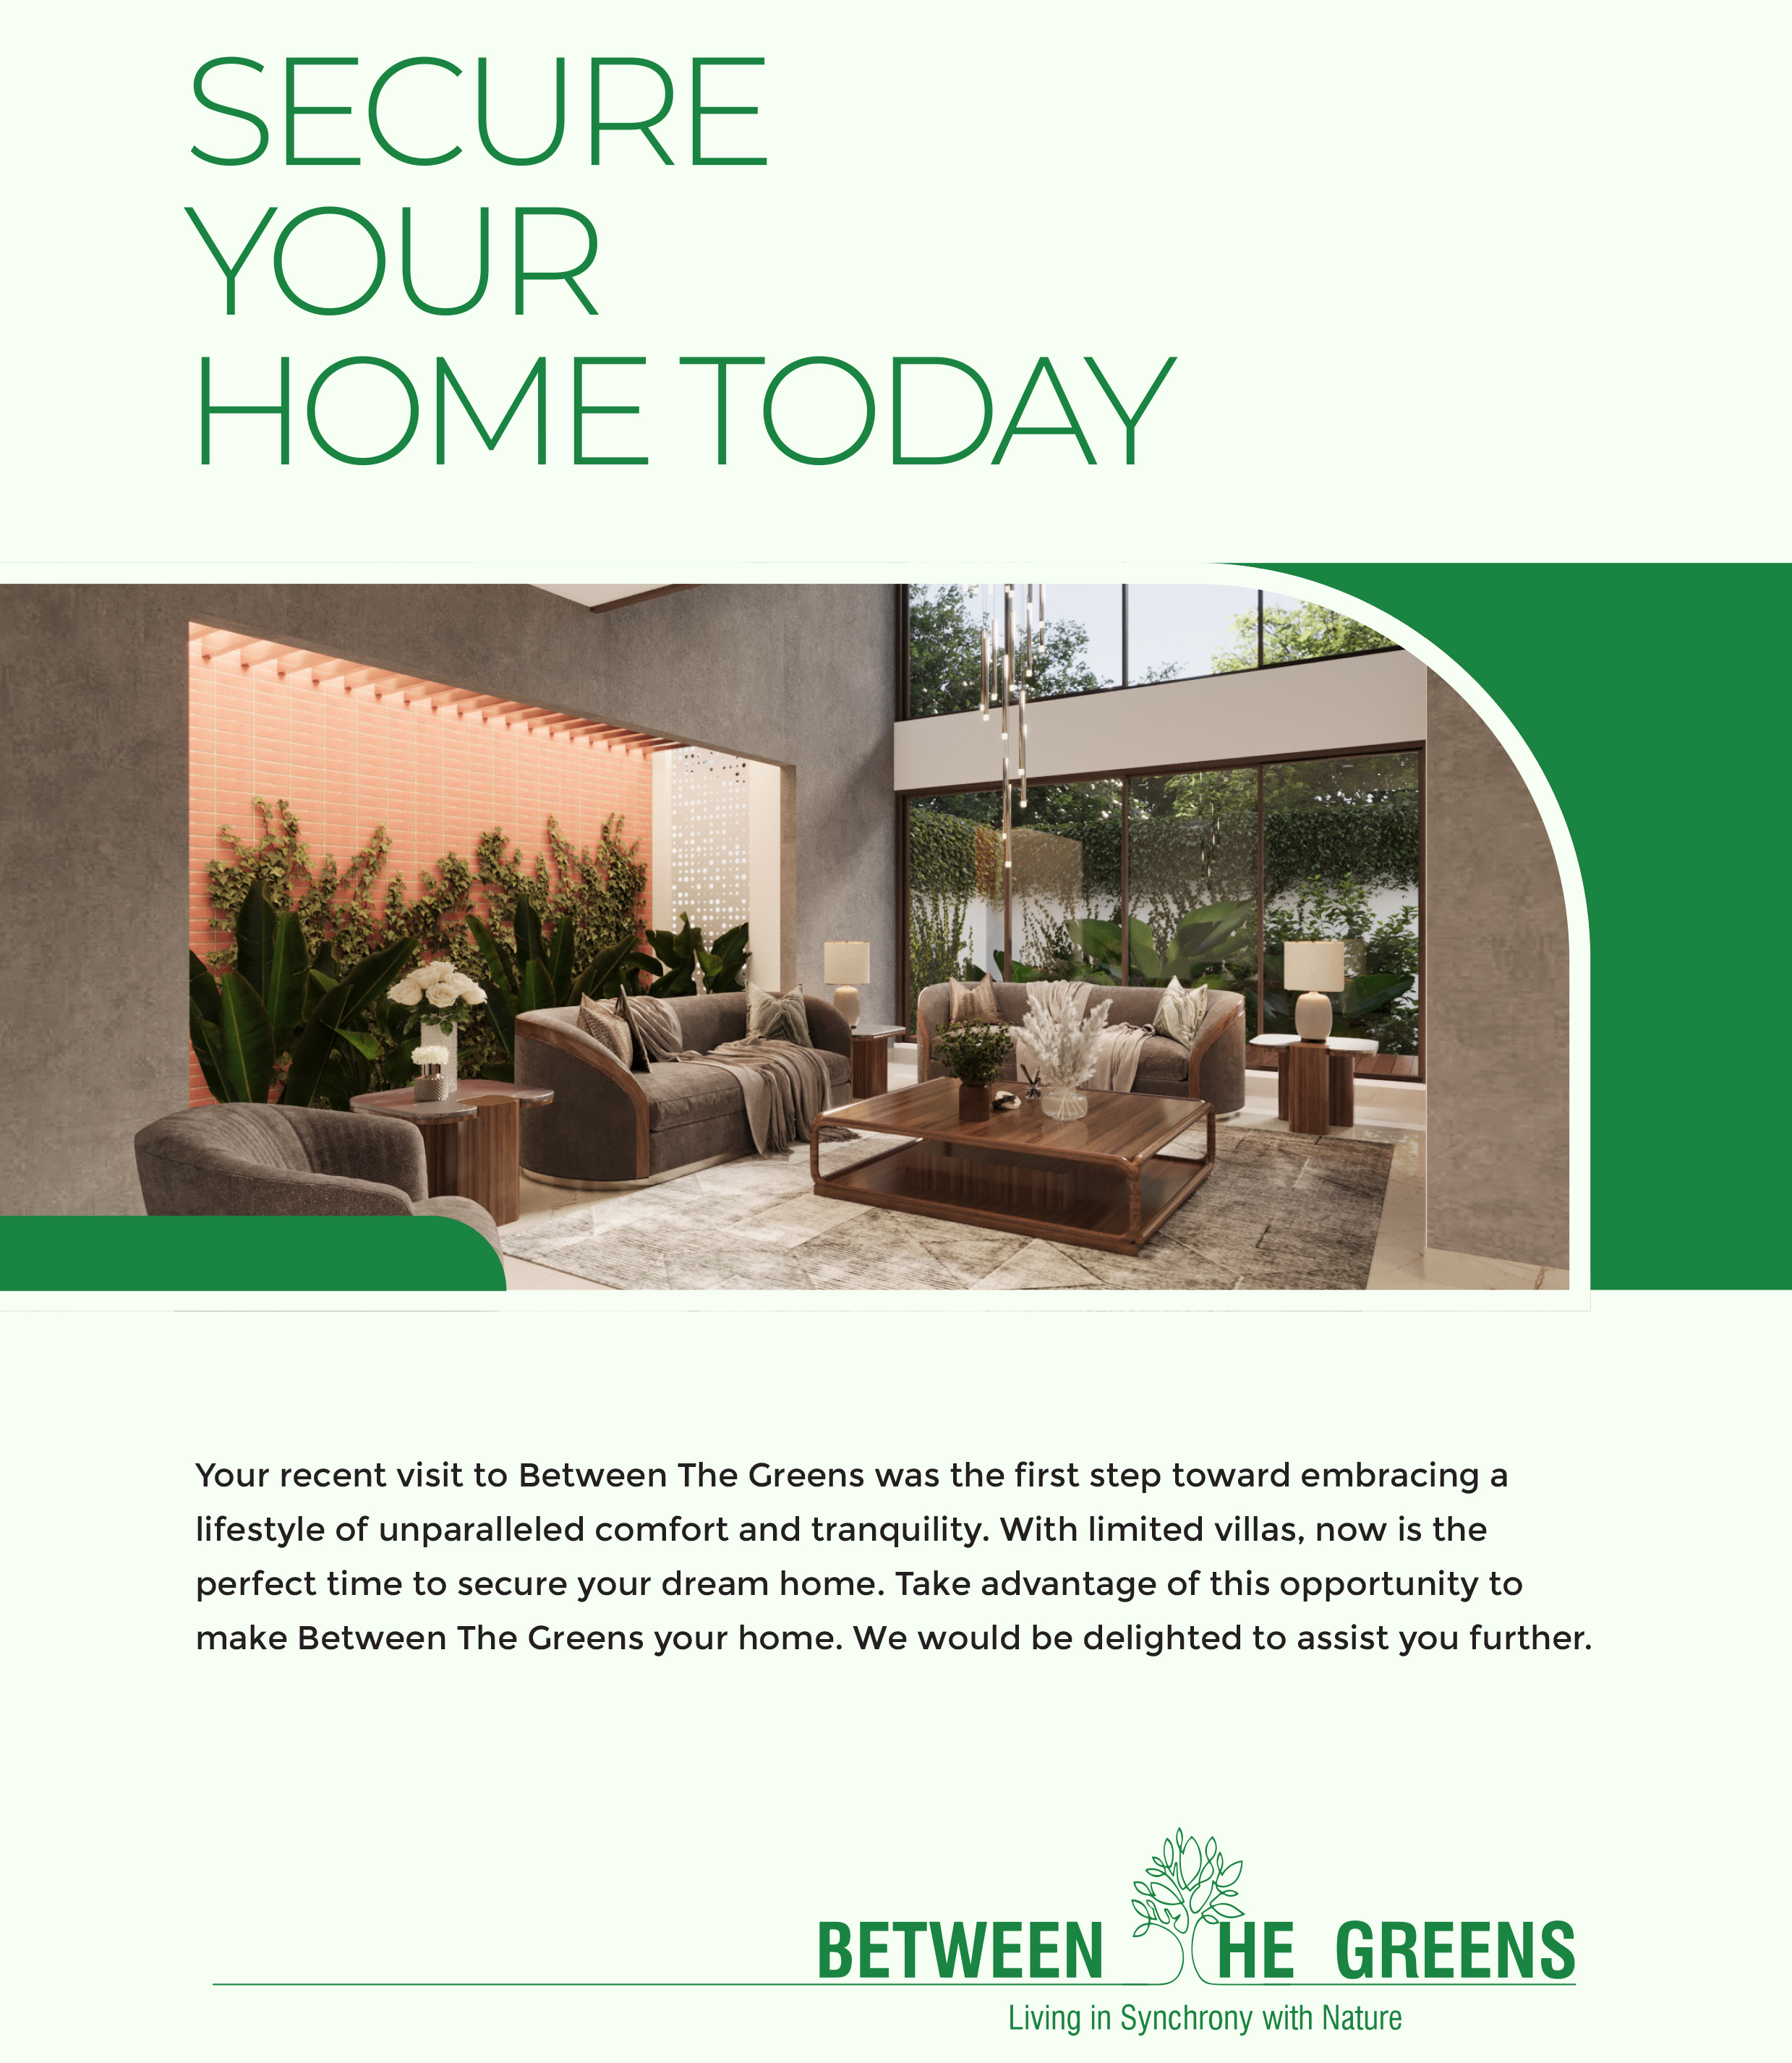 SECURE
YOUR
HOME TODAY
Your recent visit to Between The Greens was the first step toward embracing a
lifestyle of unparalleled comfort and tranquility. With limited villas, now is the
perfect time to secure your dream home. Take advantage of this opportunity to
make Between The Greens your home. We would be delighted to assist you further.
BETWEEN THE GREENS
Living in Synchrony with Nature